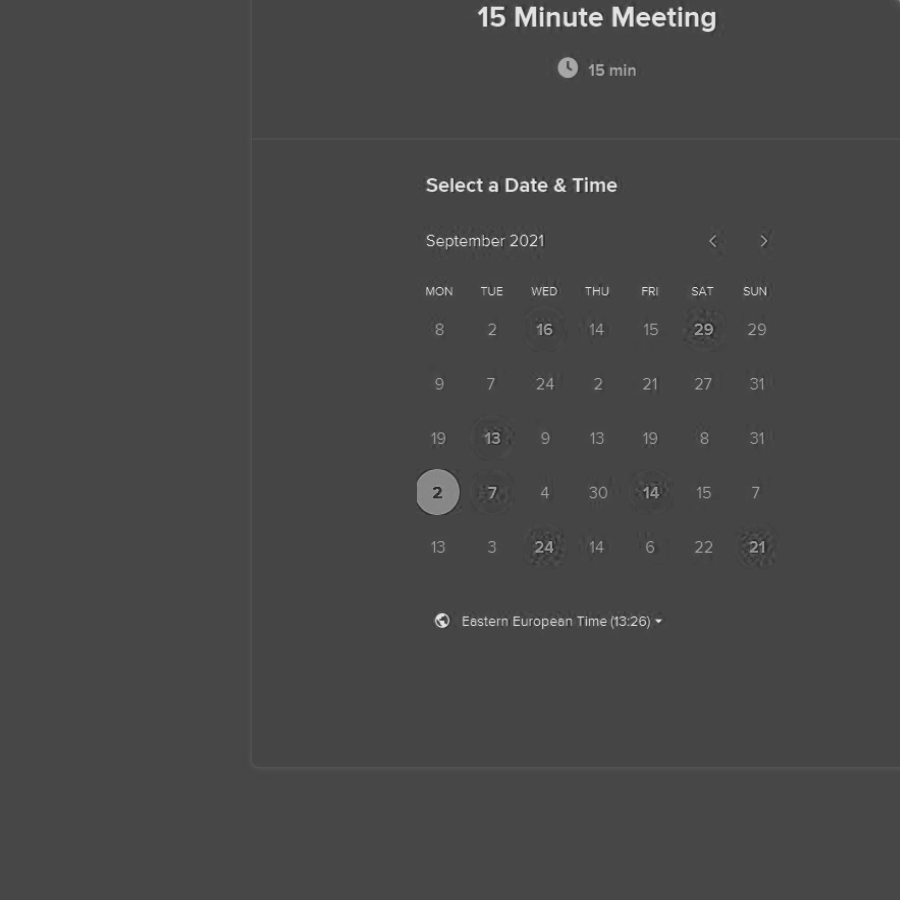 15 Minute Meeting
15 min
Select a Date & Time
September 2021
MON TUE WED THU FRI SAT SUN
8 2 16 14 15 29 29
9 7 24 2 21 27 31
19 13 9 13 19 8 31
2 7 4 30 14 15 7
13 3 24 14 6 22 21
Eastern European Time (13:26)